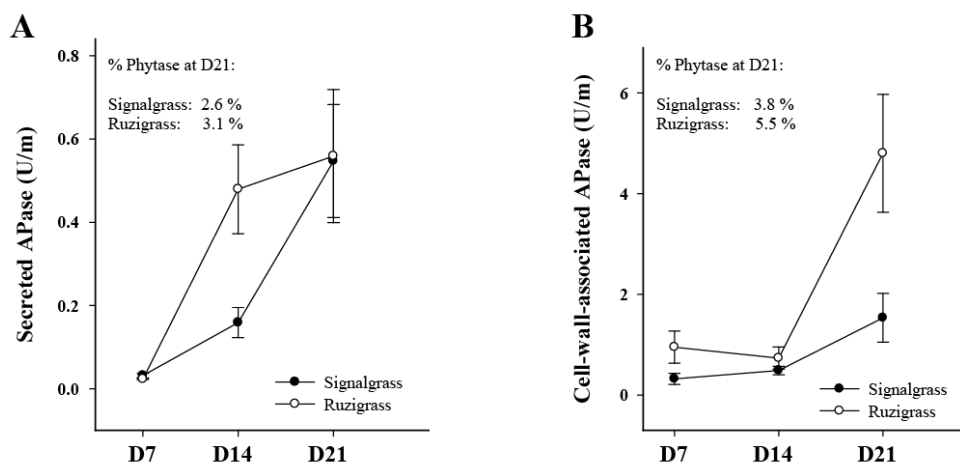 A
Secreted APase (U/m)
0.8
0.6
0.4
0.2
0.0
% Phytase at D21:
Signalgrass: 2.6 %
Ruzigrass: 3.1 %
Signalgrass
Ruzigrass
D7 D14 D21
B
Cell-wall-associated APase (U/m)
6
4
2
0
% Phytase at D21:
Signalgrass: 3.8 %
Ruzigrass: 5.5 %
Signalgrass
Ruzigrass
D7 D14 D21